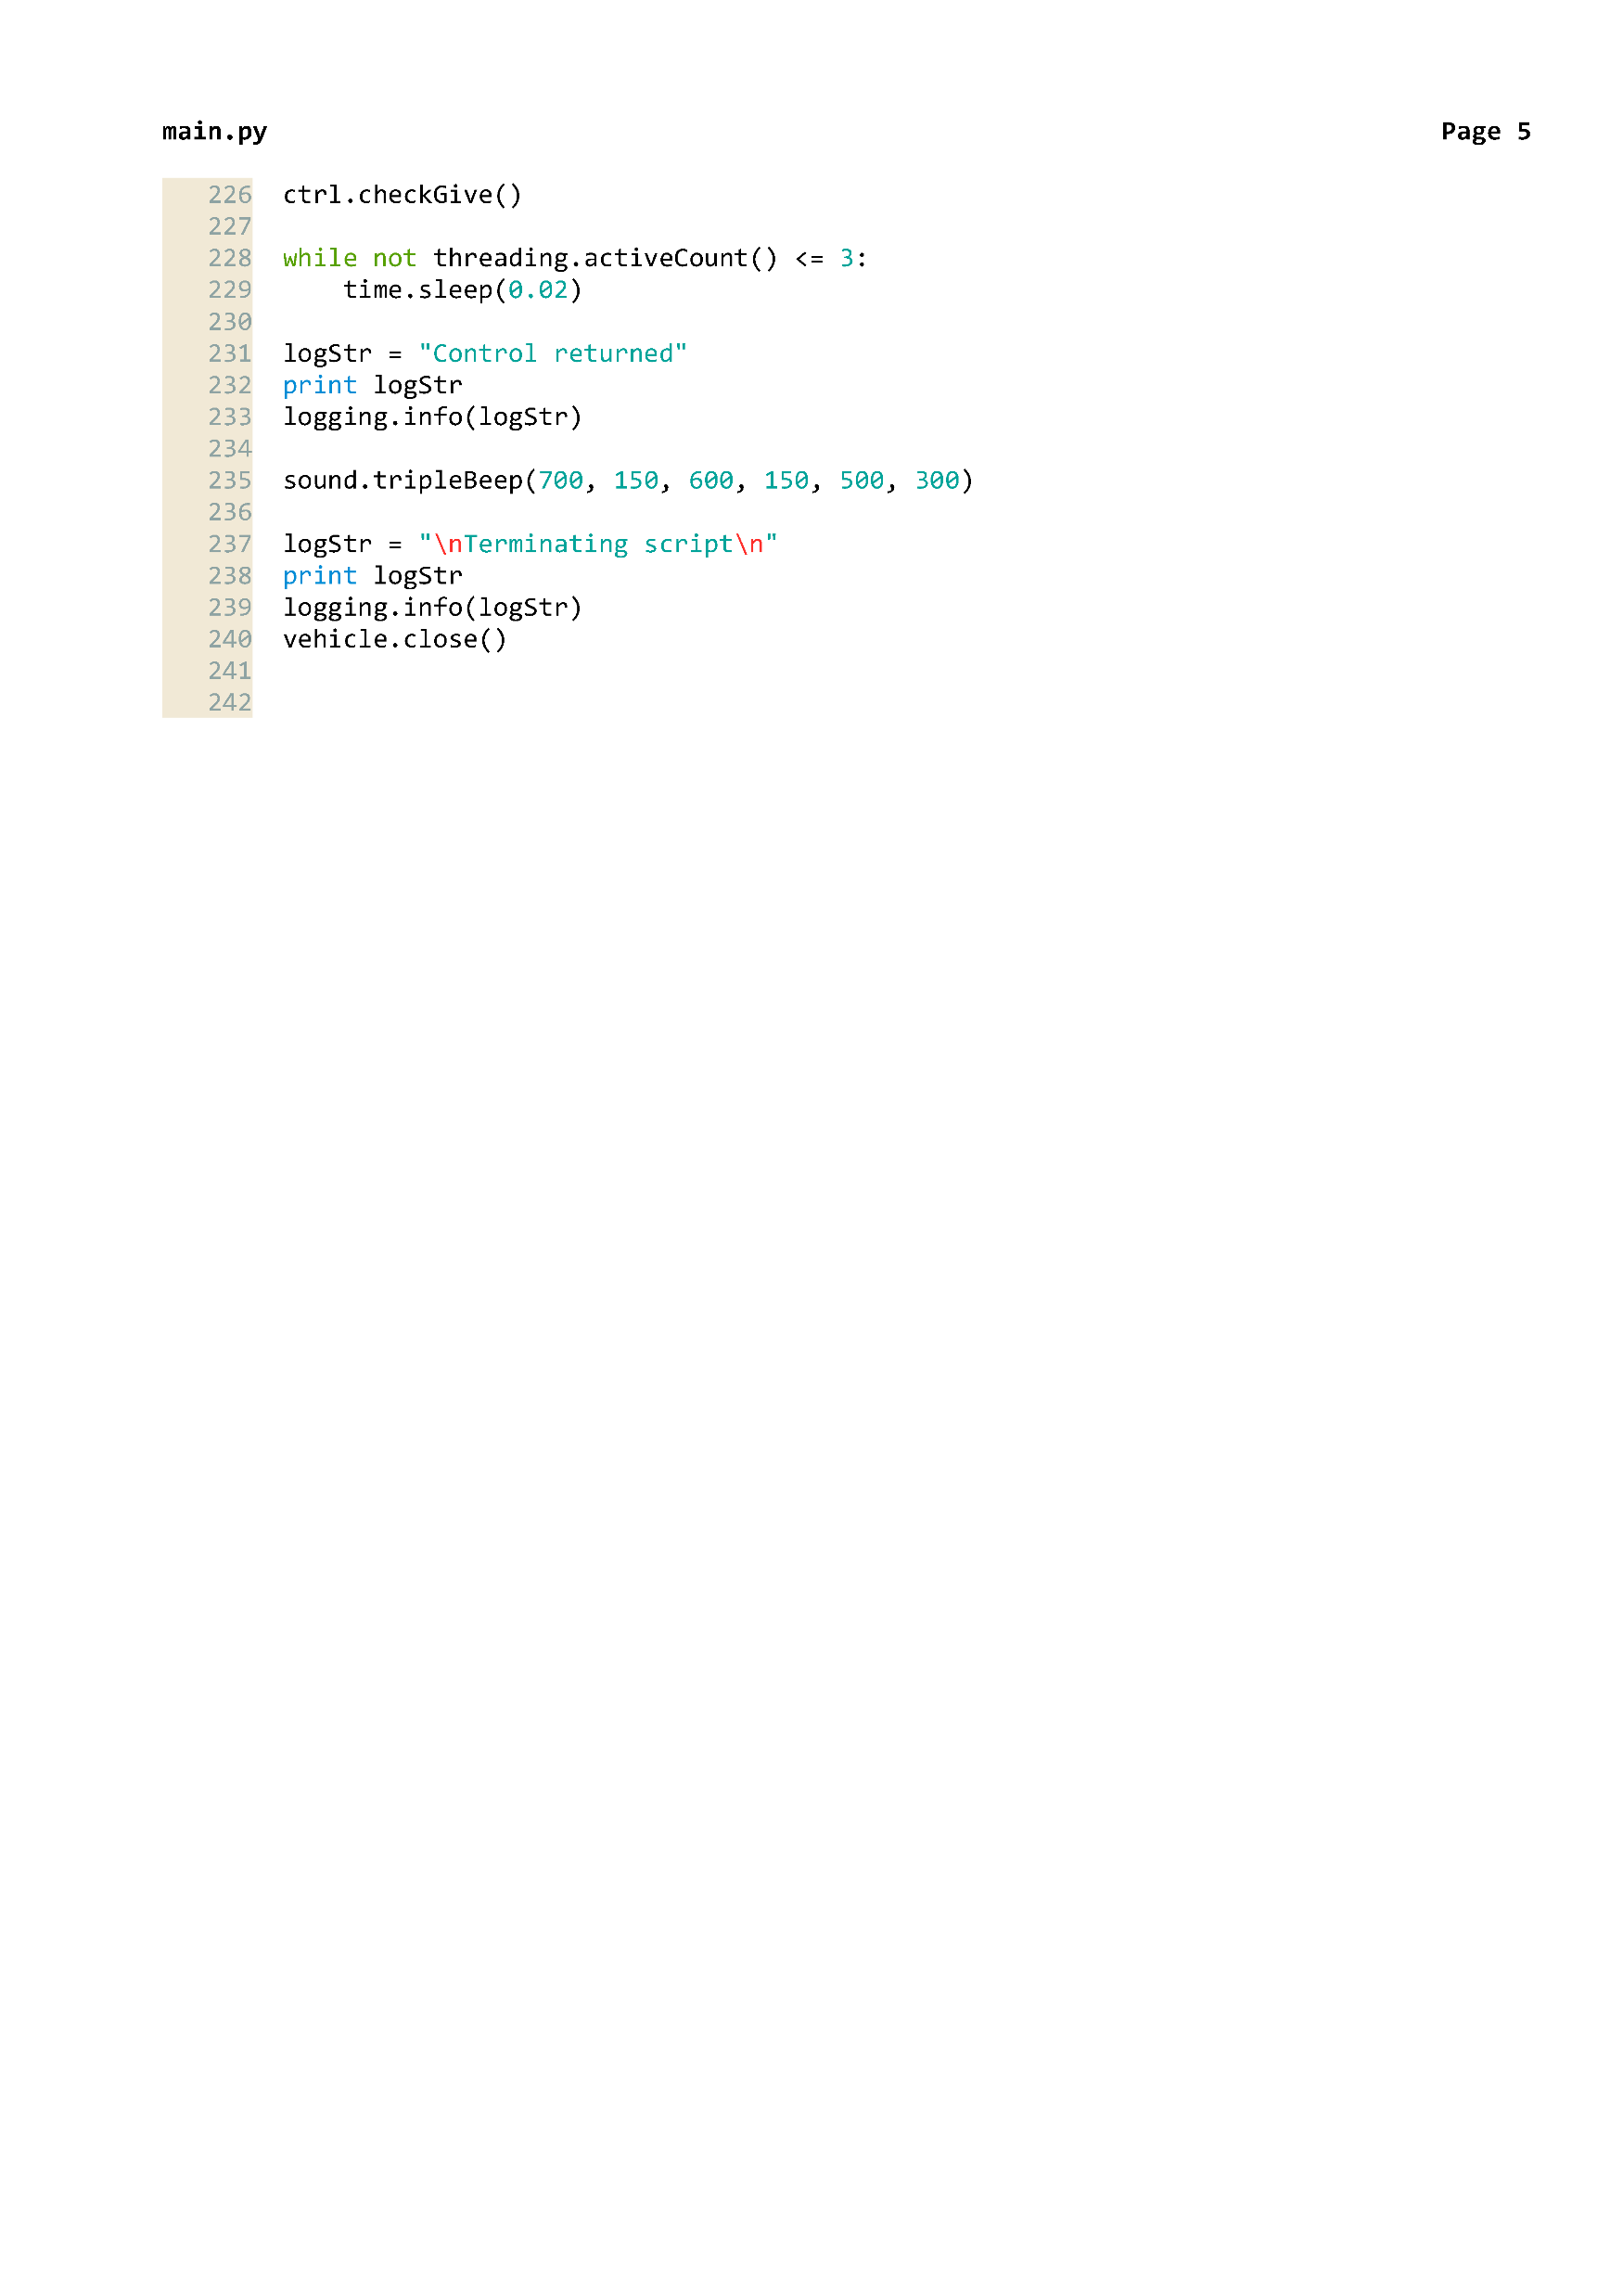 main.py Page 5
226 ctrl.checkGive()
227
228 while not threading.activeCount() <= 3:
229     time.sleep(0.02)
230
231 logStr = "Control returned"
232 print logStr
233 logging.info(logStr)
234
235 sound.tripleBeep(700, 150, 600, 150, 500, 300)
236
237 logStr = "\nTerminating script\n"
238 print logStr
239 logging.info(logStr)
240 vehicle.close()
241
242